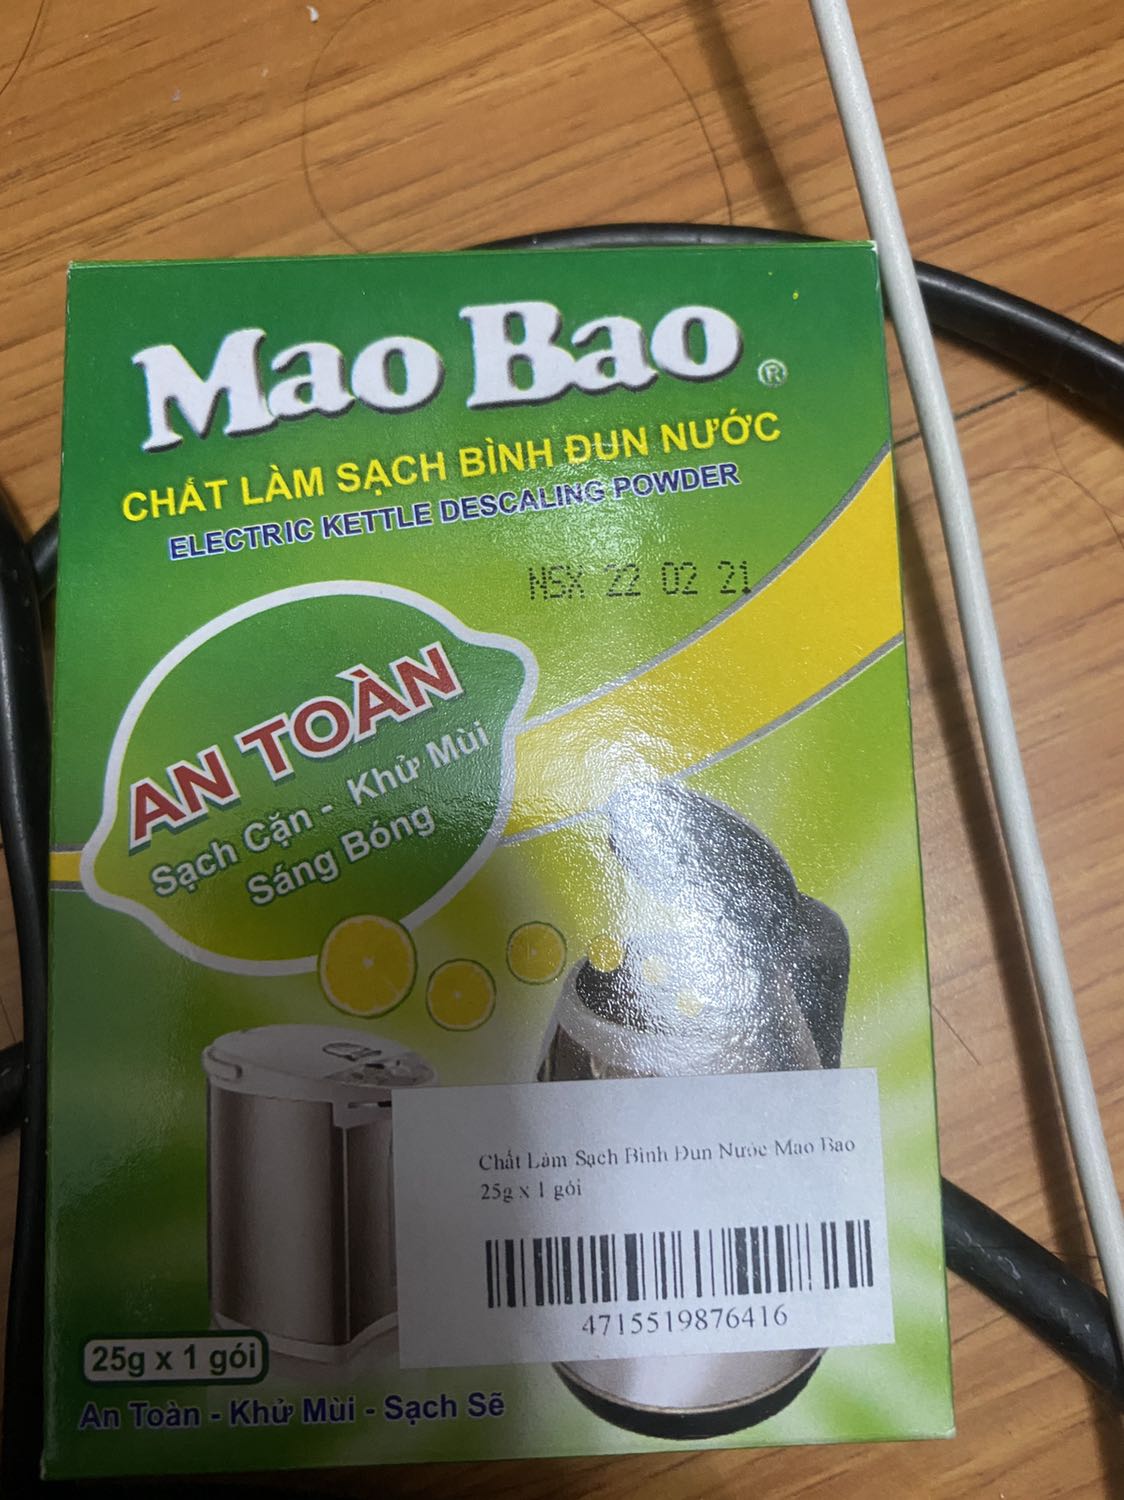 Mao Bao ®
CHẤT LÀM SẠCH BÌNH ĐUN NƯỚC
ELECTRIC KETTLE DESCALING POWDER
NSX 22 02 21
AN TOÀN
Sạch Cặn - Khử Mùi
Sáng Bóng
Chất Làm Sạch Bình Đun Nước Mao Bao
25g x 1 gói
4715519876416
25g x 1 gói
An Toàn - Khử Mùi - Sạch Sẽ